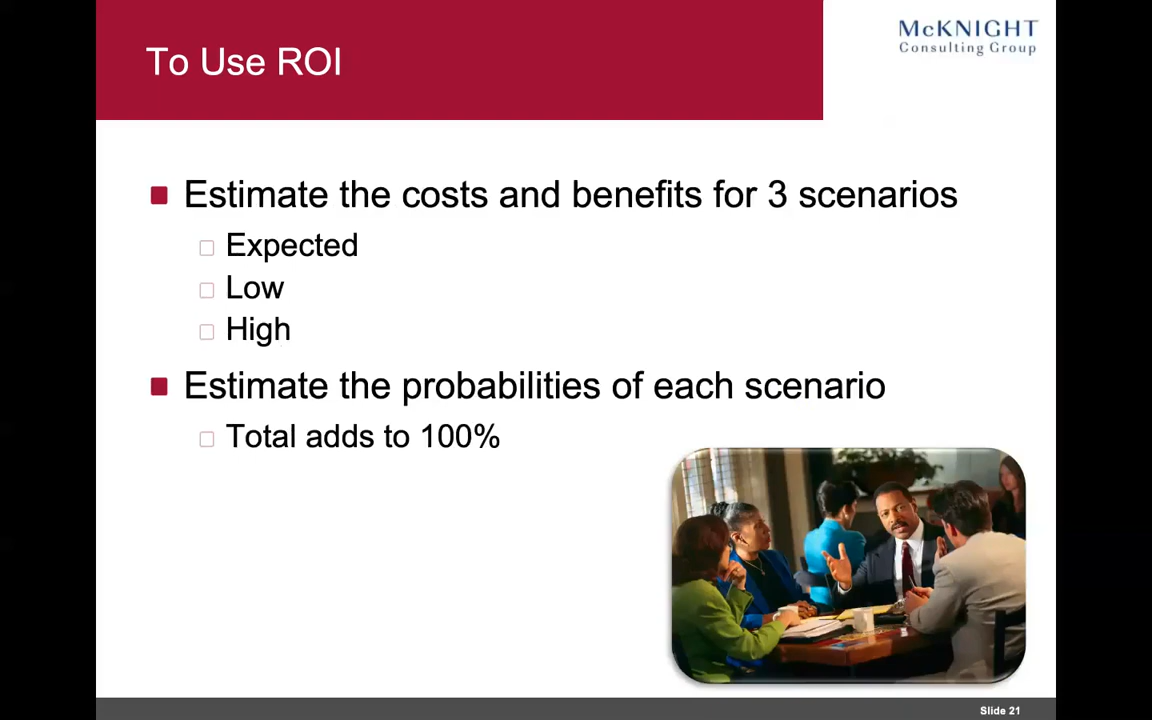 To Use ROI
McKNIGHT
Consulting Group
Estimate the costs and benefits for 3 scenarios
Expected
Low
High
Estimate the probabilities of each scenario
Total adds to 100%
Slide 21